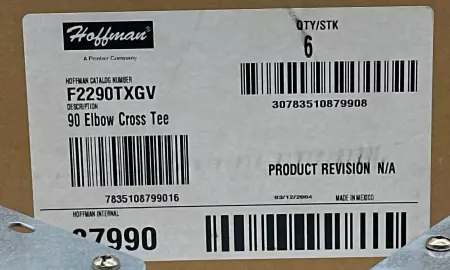 Hoffman®
A Pentair Company
QTY/STK
6
30783510879908
HOFFMAN CATALOG NUMBER
F2290TXGV
DESCRIPTION
90 Elbow Cross Tee
7835108799016
PRODUCT REVISION N/A
03/12/2004 MADE IN MEXICO
HOFFMAN INTERNAL
87990